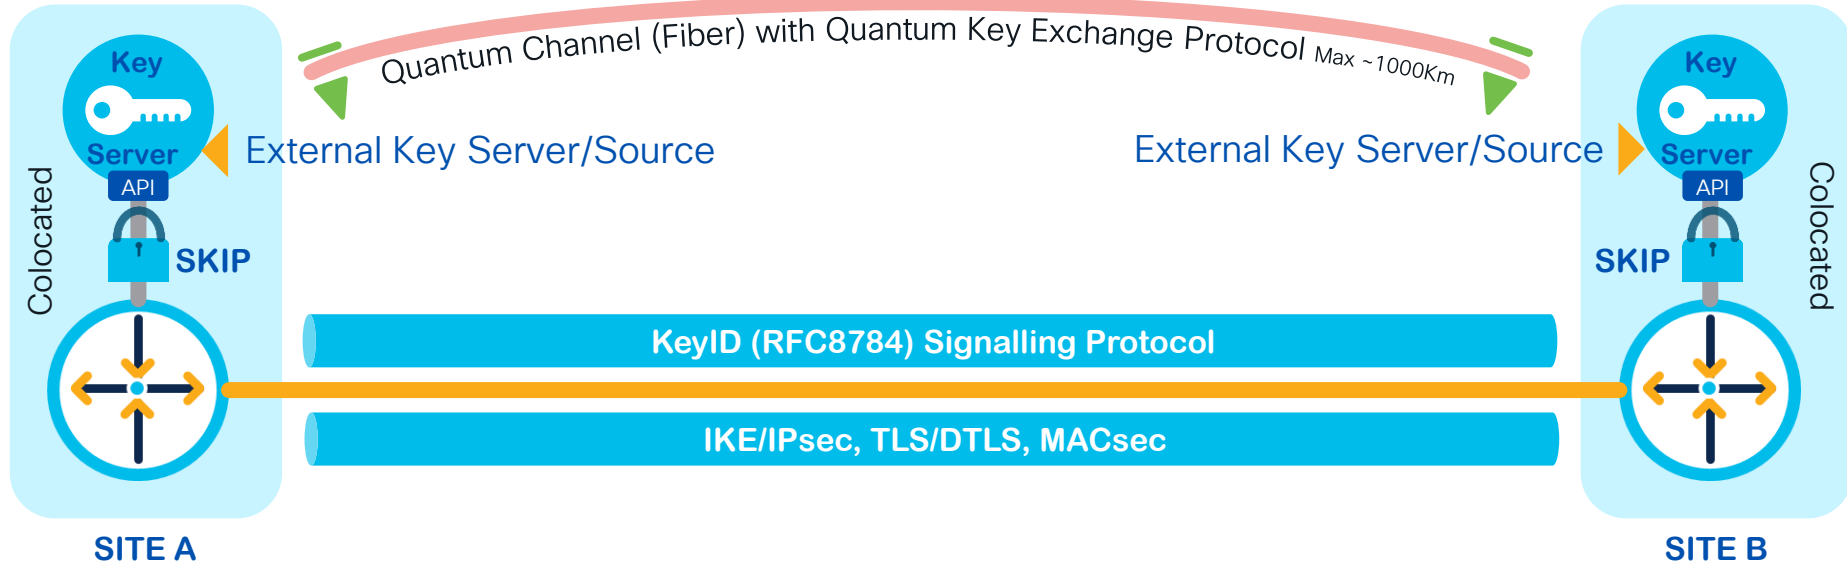 Quantum Channel (Fiber) with Quantum Key Exchange Protocol Max ~1000Km
Key
Server
API
SKIP
Colocated
External Key Server/Source
External Key Server/Source
Key
Server
API
SKIP
Colocated
KeyID (RFC8784) Signalling Protocol
IKE/IPsec, TLS/DTLS, MACsec
SITE A
SITE B